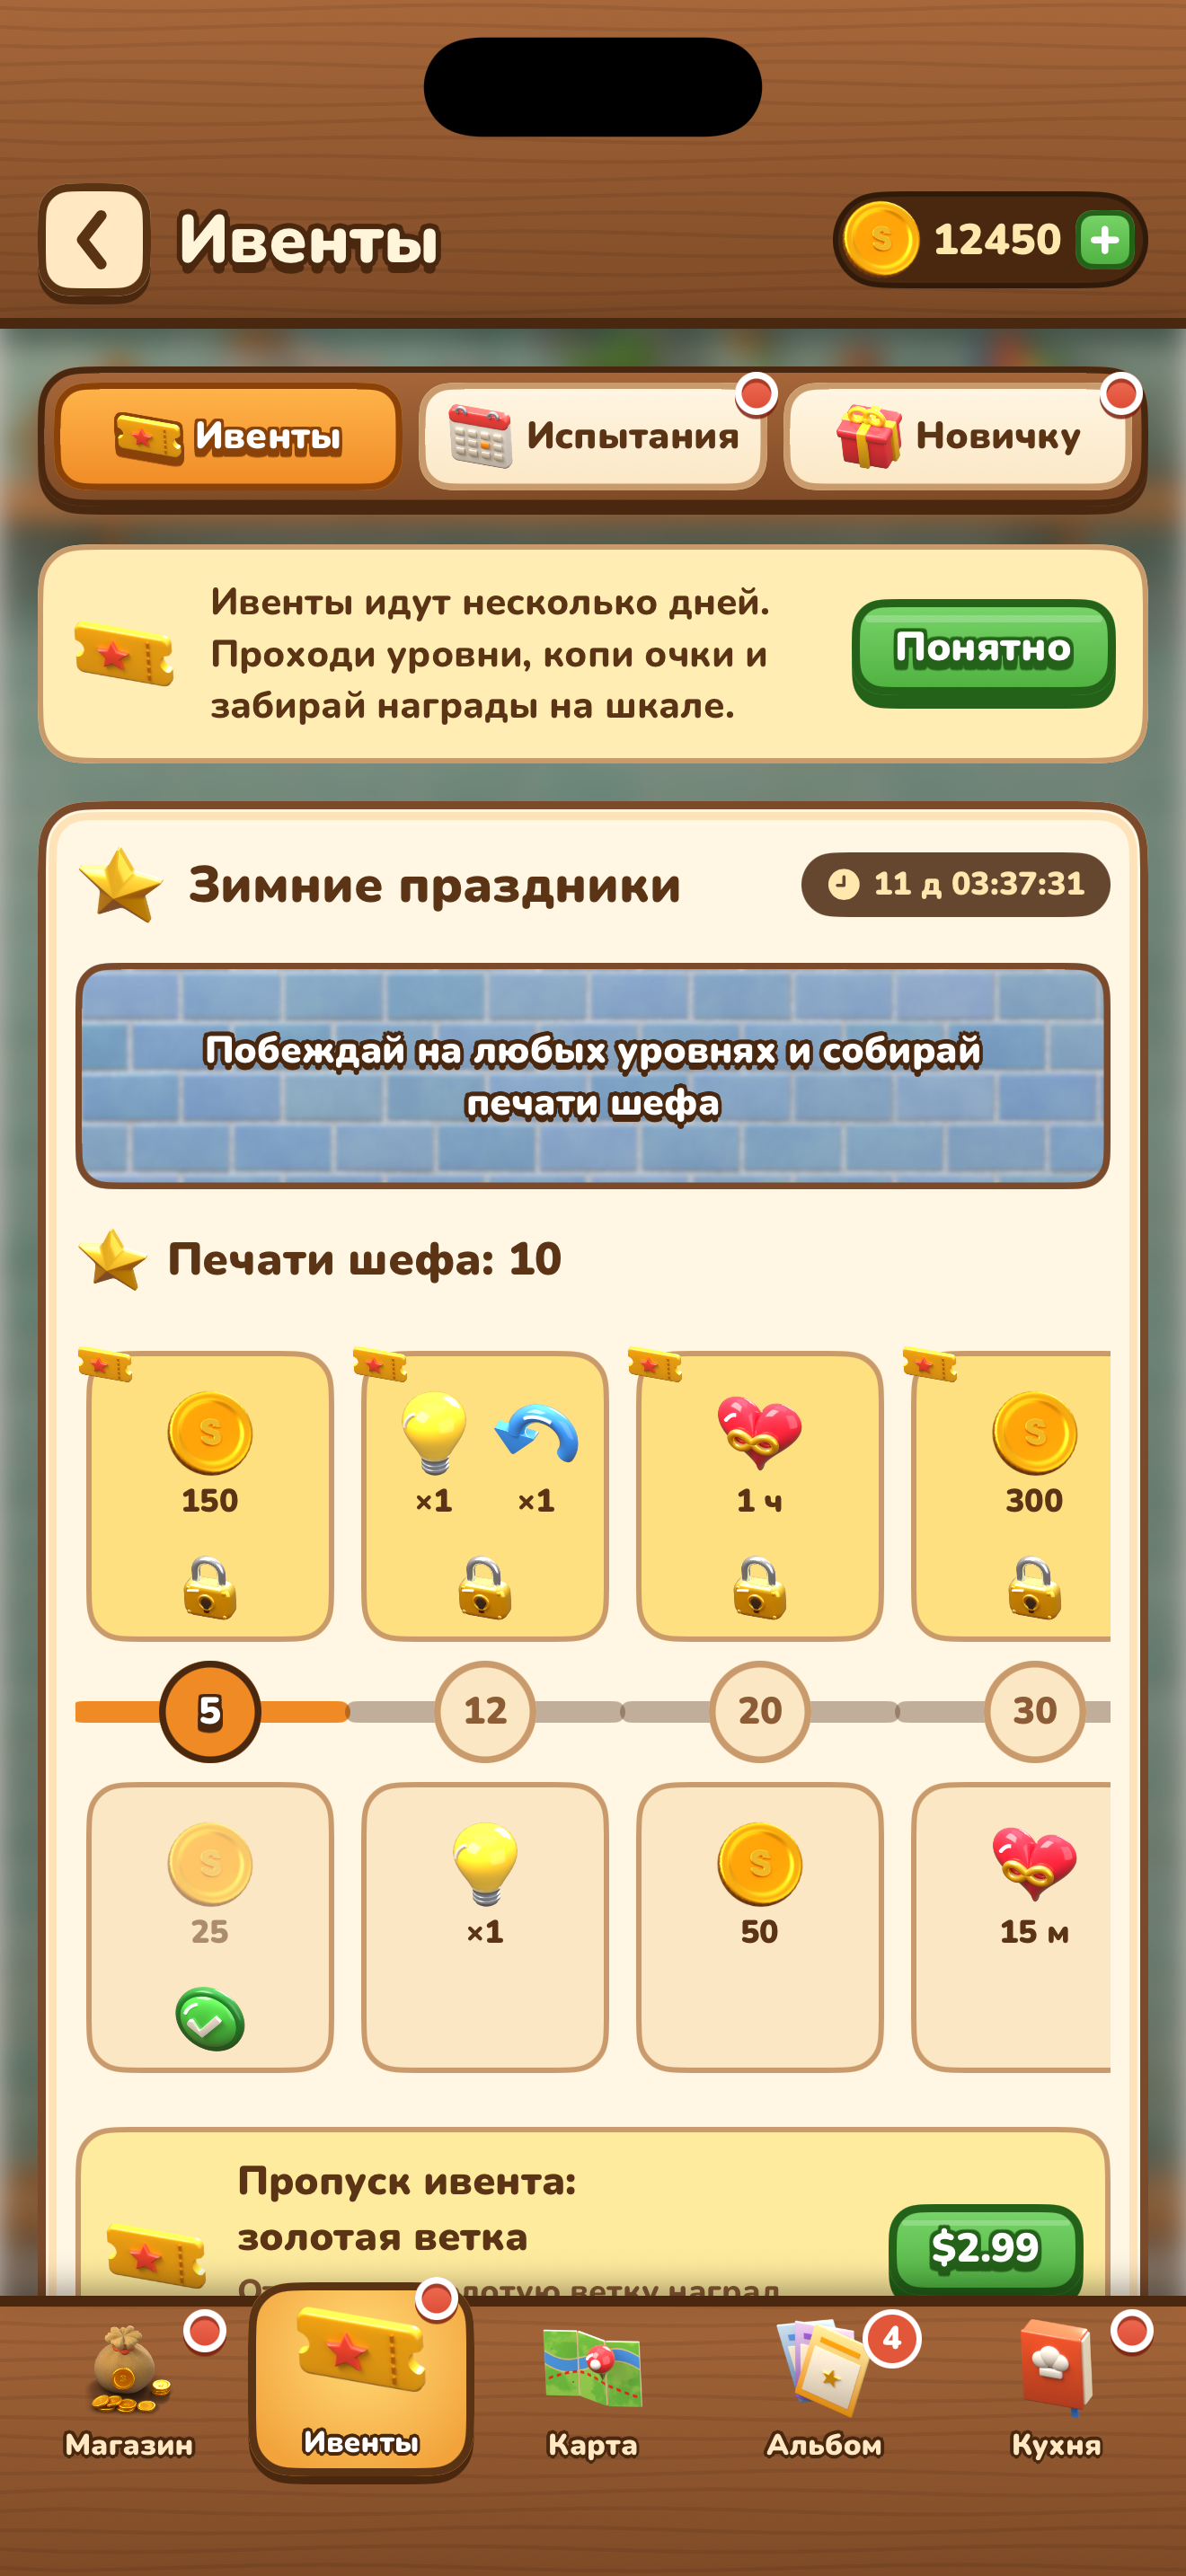 Ивенты
12450
Ивенты
Испытания
Новичку
Ивенты идут несколько дней.
Проходи уровни, копи очки и
забирай награды на шкале.
Понятно
Зимние праздники
11 д 03:37:31
Побеждай на любых уровнях и собирай
печати шефа
Печати шефа: 10
150
×1
×1
1 ч
300
5
12
20
30
25
×1
50
15 м
Пропуск ивента:
золотая ветка
$2.99
ветку наград
4
Магазин
Ивенты
Карта
Альбом
Кухня